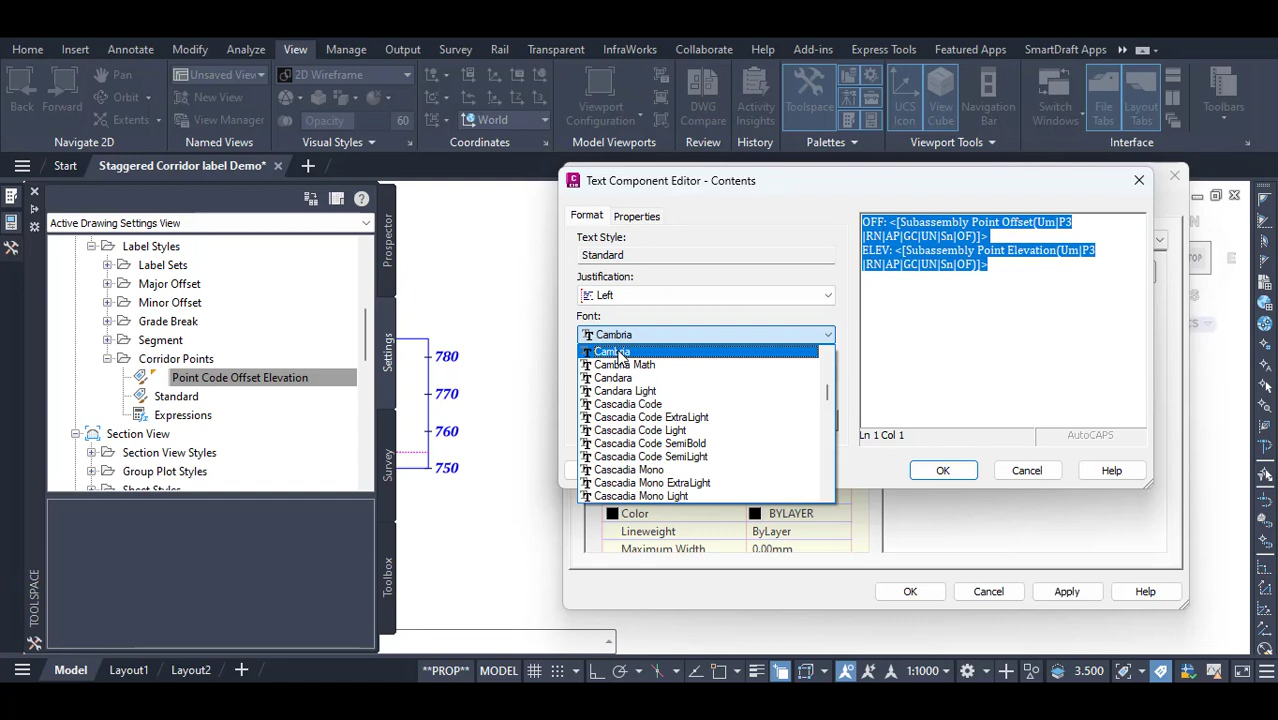 Home Insert Annotate Modify Analyze View Manage Output Survey Rail Transparent InfraWorks Collaborate Help Add-ins Express Tools Featured Apps SmartDraft Apps
Back
Forward
Pan
Orbit
Extents
Navigate 2D
Unsaved View
New View
View Manager
Named Views
2D Wireframe
Opacity 60
Visual Styles
World
Coordinates
Viewport
Configuration
Model Viewports
DWG
Compare
Review
Activity
Insights
History
Toolspace
Palettes
UCS
Icon
View
Cube
Navigation
Bar
Viewport Tools
Switch
Windows
File
Tabs
Layout
Tabs
Interface
Toolbars
Start
Staggered Corridor label Demo*
Active Drawing Settings View
Label Styles
Label Sets
Major Offset
Minor Offset
Grade Break
Segment
Corridor Points
Point Code Offset Elevation
Standard
Expressions
Section View
Section View Styles
Group Plot Styles
Sheet Styles
Prospector
Settings
Survey
Toolbox
TOOLSPACE
780
770
760
750
Text Component Editor - Contents
Format
Properties
Text Style:
Standard
Justification:
Left
Font:
Cambria
Cambria
Cambria Math
Candara
Candara Light
Cascadia Code
Cascadia Code ExtraLight
Cascadia Code Light
Cascadia Code SemiBold
Cascadia Code SemiLight
Cascadia Mono
Cascadia Mono ExtraLight
Cascadia Mono Light
OFF: <[Subassembly Point Offset(Um|P3
|RN|AP|GC|UN|Sn|OF)]>
ELEV: <[Subassembly Point Elevation(Um|P3
|RN|AP|GC|UN|Sn|OF)]>
Ln 1 Col 1
AutoCAPS
OK
Cancel
Help
Color
BYLAYER
Lineweight
ByLayer
Maximum Width
0.00mm
OK
Cancel
Apply
Help
TOP
Model
Layout1
Layout2
**PROP**
MODEL
1:1000
3.500